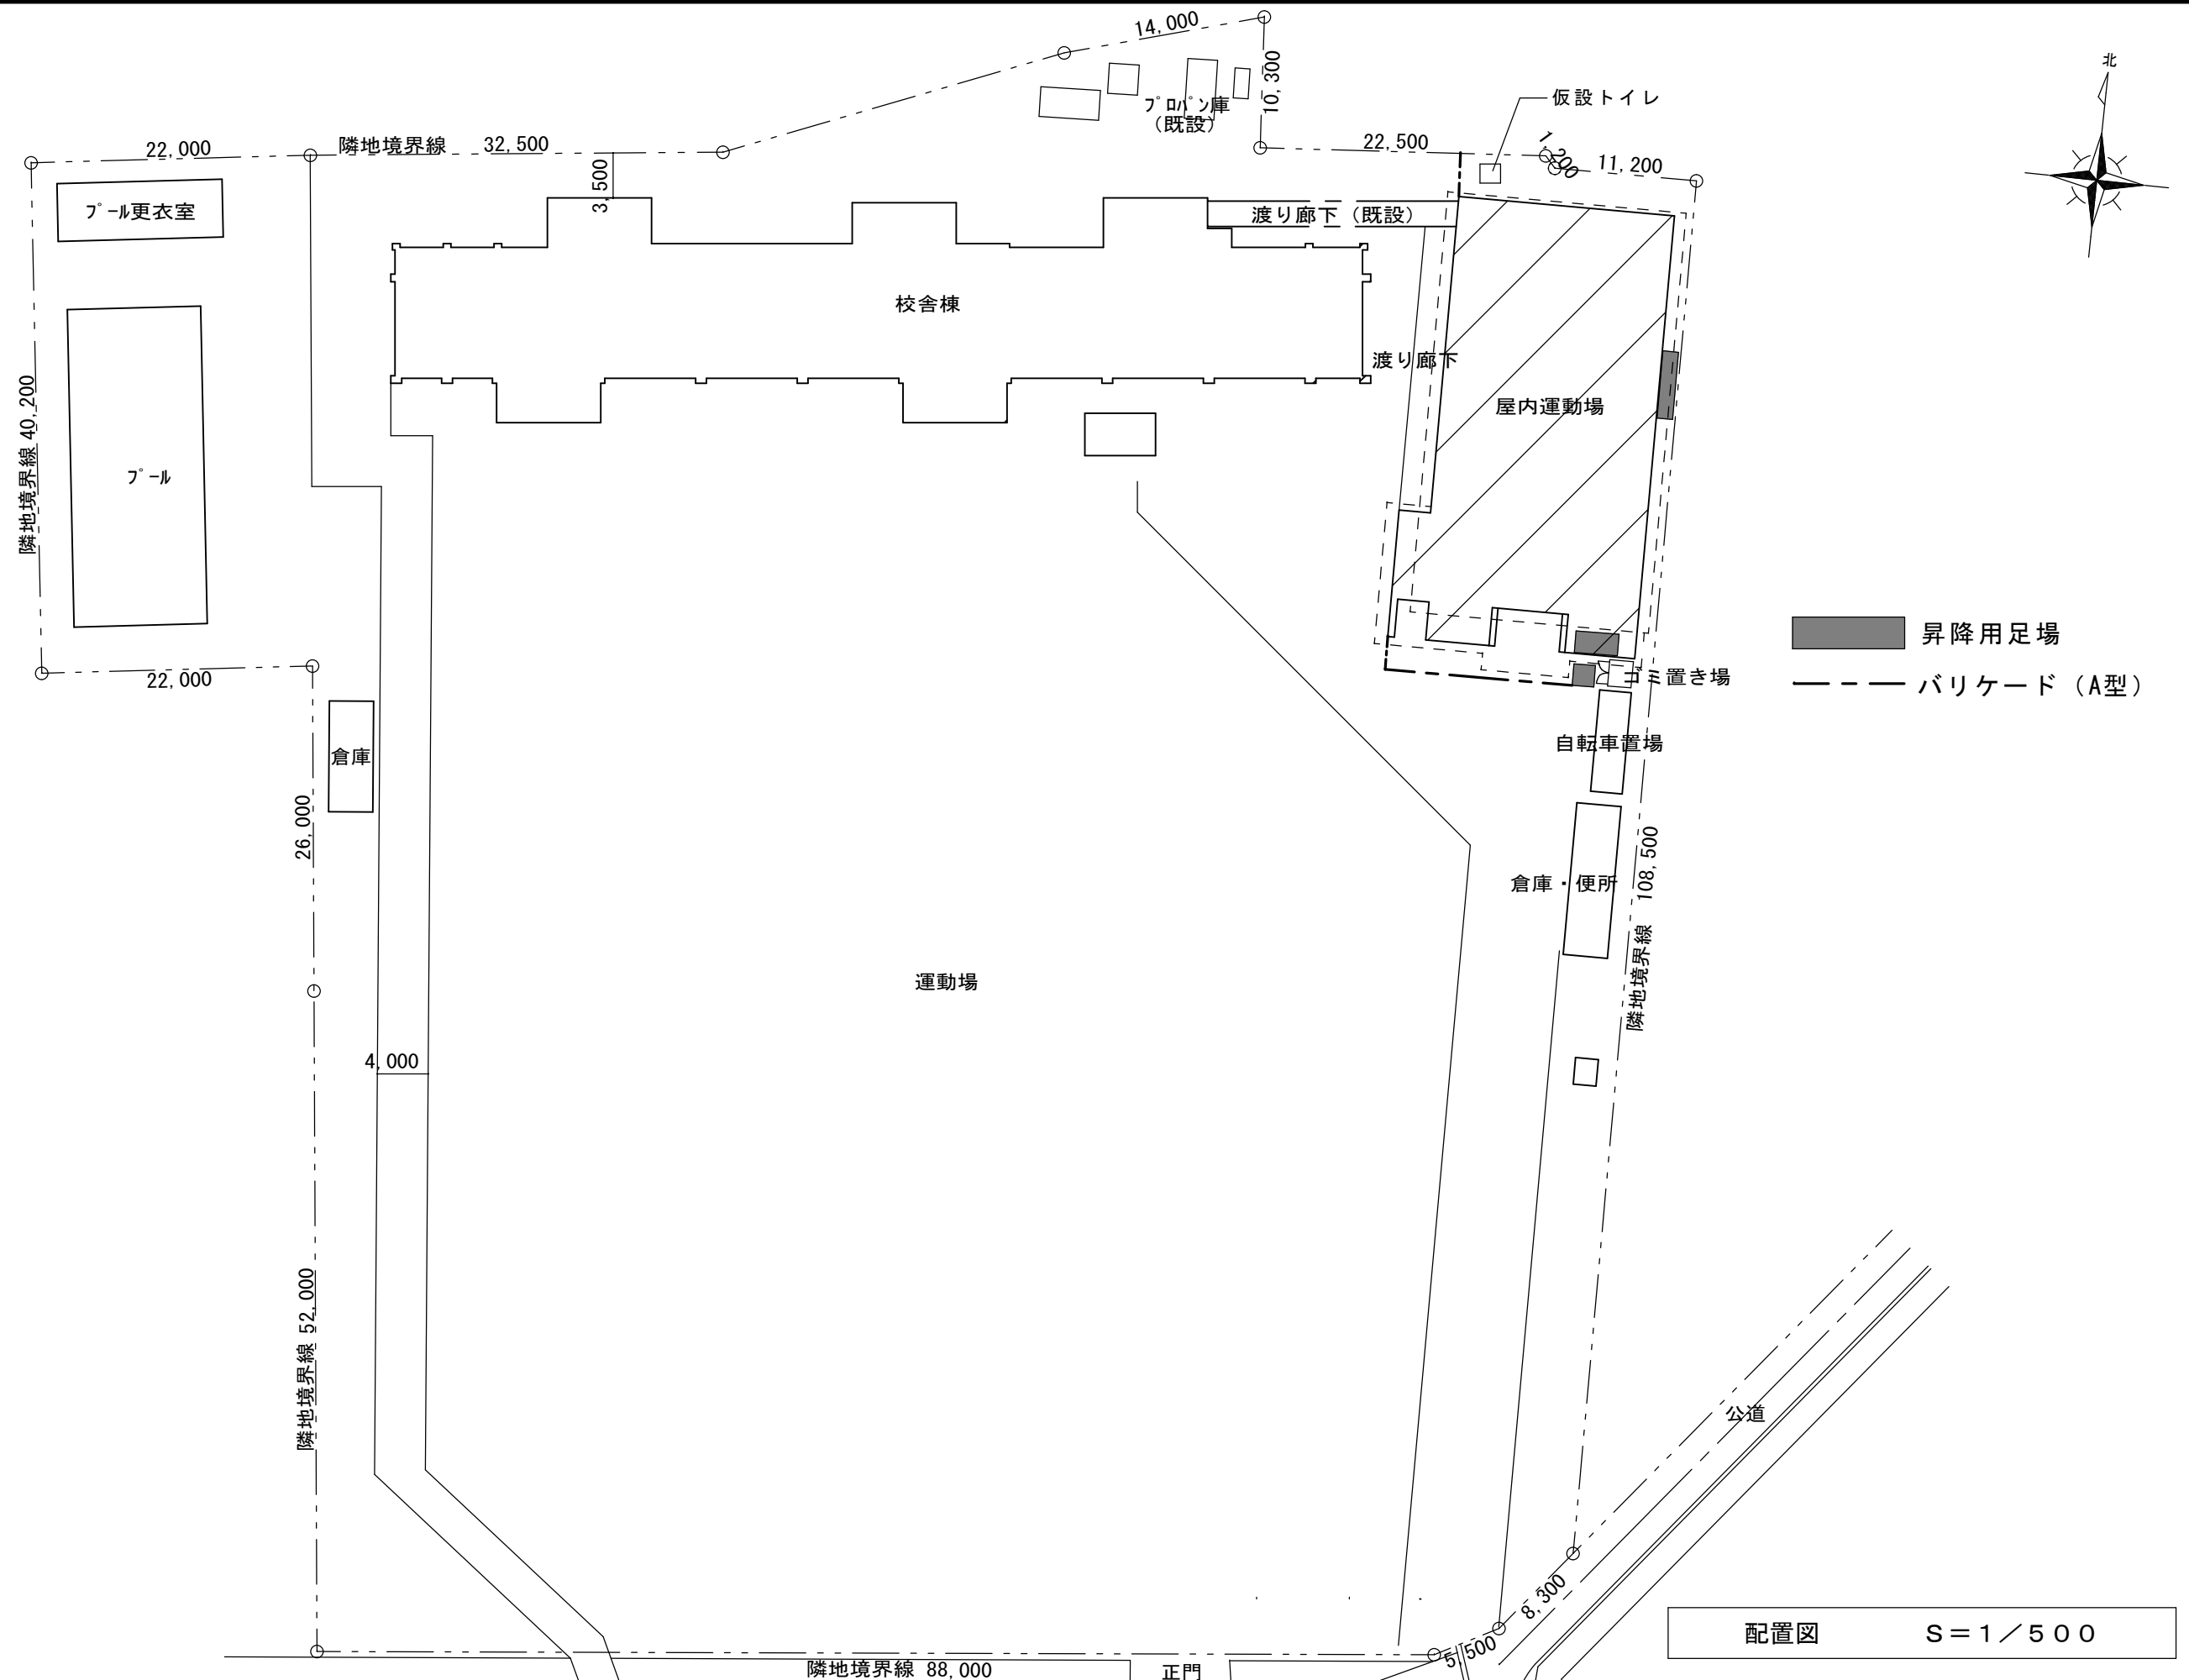 14,000
10,300
北
仮設トイレ
プロパン庫
（既設）
22,000
隣地境界線　32,500
22,500
1,200
11,200
3,500
プール更衣室
渡り廊下（既設）
校舎棟
渡り廊下
屋内運動場
隣地境界線 40,200
プール
昇降用足場
22,000
ゴミ置き場
バリケード（A型）
倉庫
自転車置場
26,000
倉庫・便所
隣地境界線　108,500
運動場
4,000
隣地境界線 52,000
公道
8,300
5,500
配置図　　　S＝1／500
隣地境界線 88,000
正門